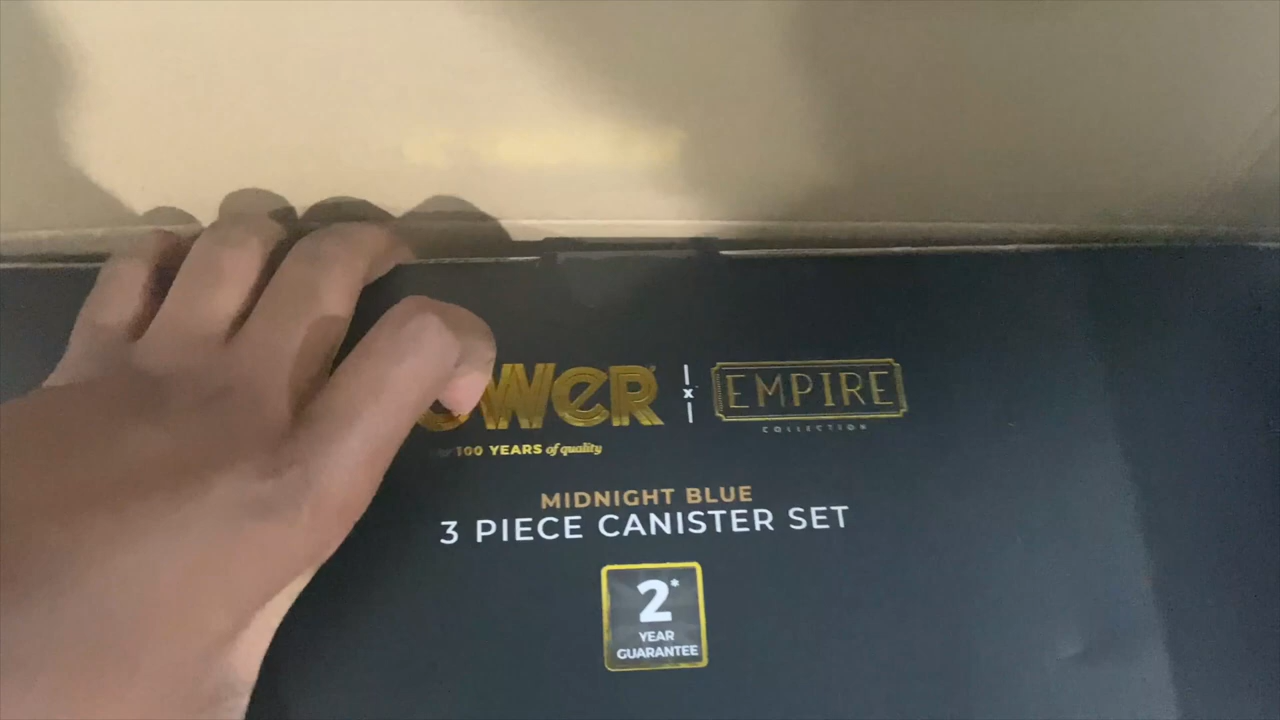 OWER® | x | EMPIRE
COLLECTION
100 YEARS of quality
MIDNIGHT BLUE
3 PIECE CANISTER SET
2*
YEAR
GUARANTEE